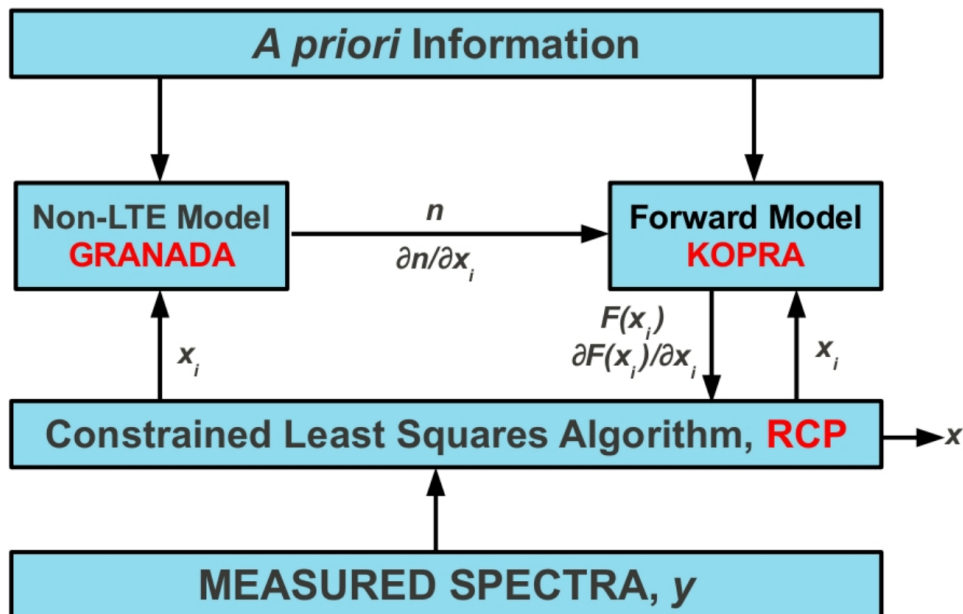 A priori Information
Non-LTE Model
GRANADA
n
∂n/∂xᵢ
Forward Model
KOPRA
F(xᵢ)
∂F(xᵢ)/∂xᵢ
xᵢ
xᵢ
Constrained Least Squares Algorithm, RCP
x
MEASURED SPECTRA, y